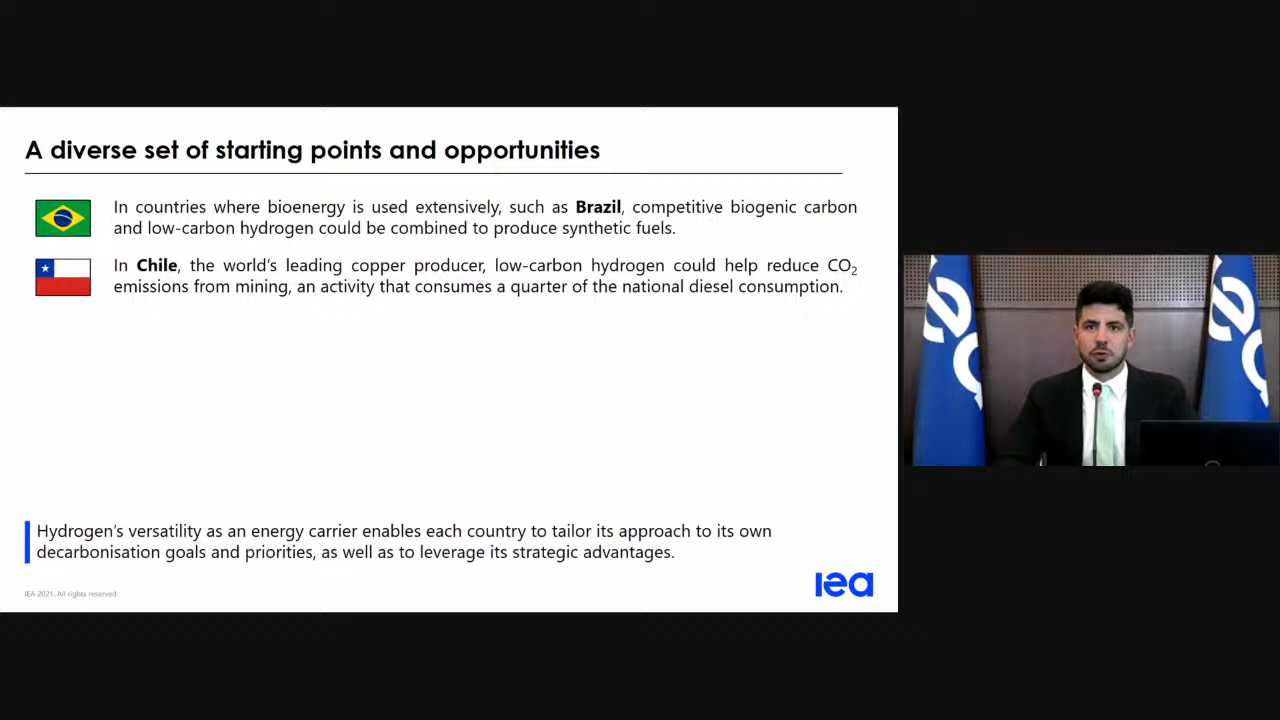 A diverse set of starting points and opportunities
In countries where bioenergy is used extensively, such as Brazil, competitive biogenic carbon
and low-carbon hydrogen could be combined to produce synthetic fuels.
In Chile, the world’s leading copper producer, low-carbon hydrogen could help reduce CO₂
emissions from mining, an activity that consumes a quarter of the national diesel consumption.
Hydrogen’s versatility as an energy carrier enables each country to tailor its approach to its own
decarbonisation goals and priorities, as well as to leverage its strategic advantages.
IEA 2021. All rights reserved.
iea